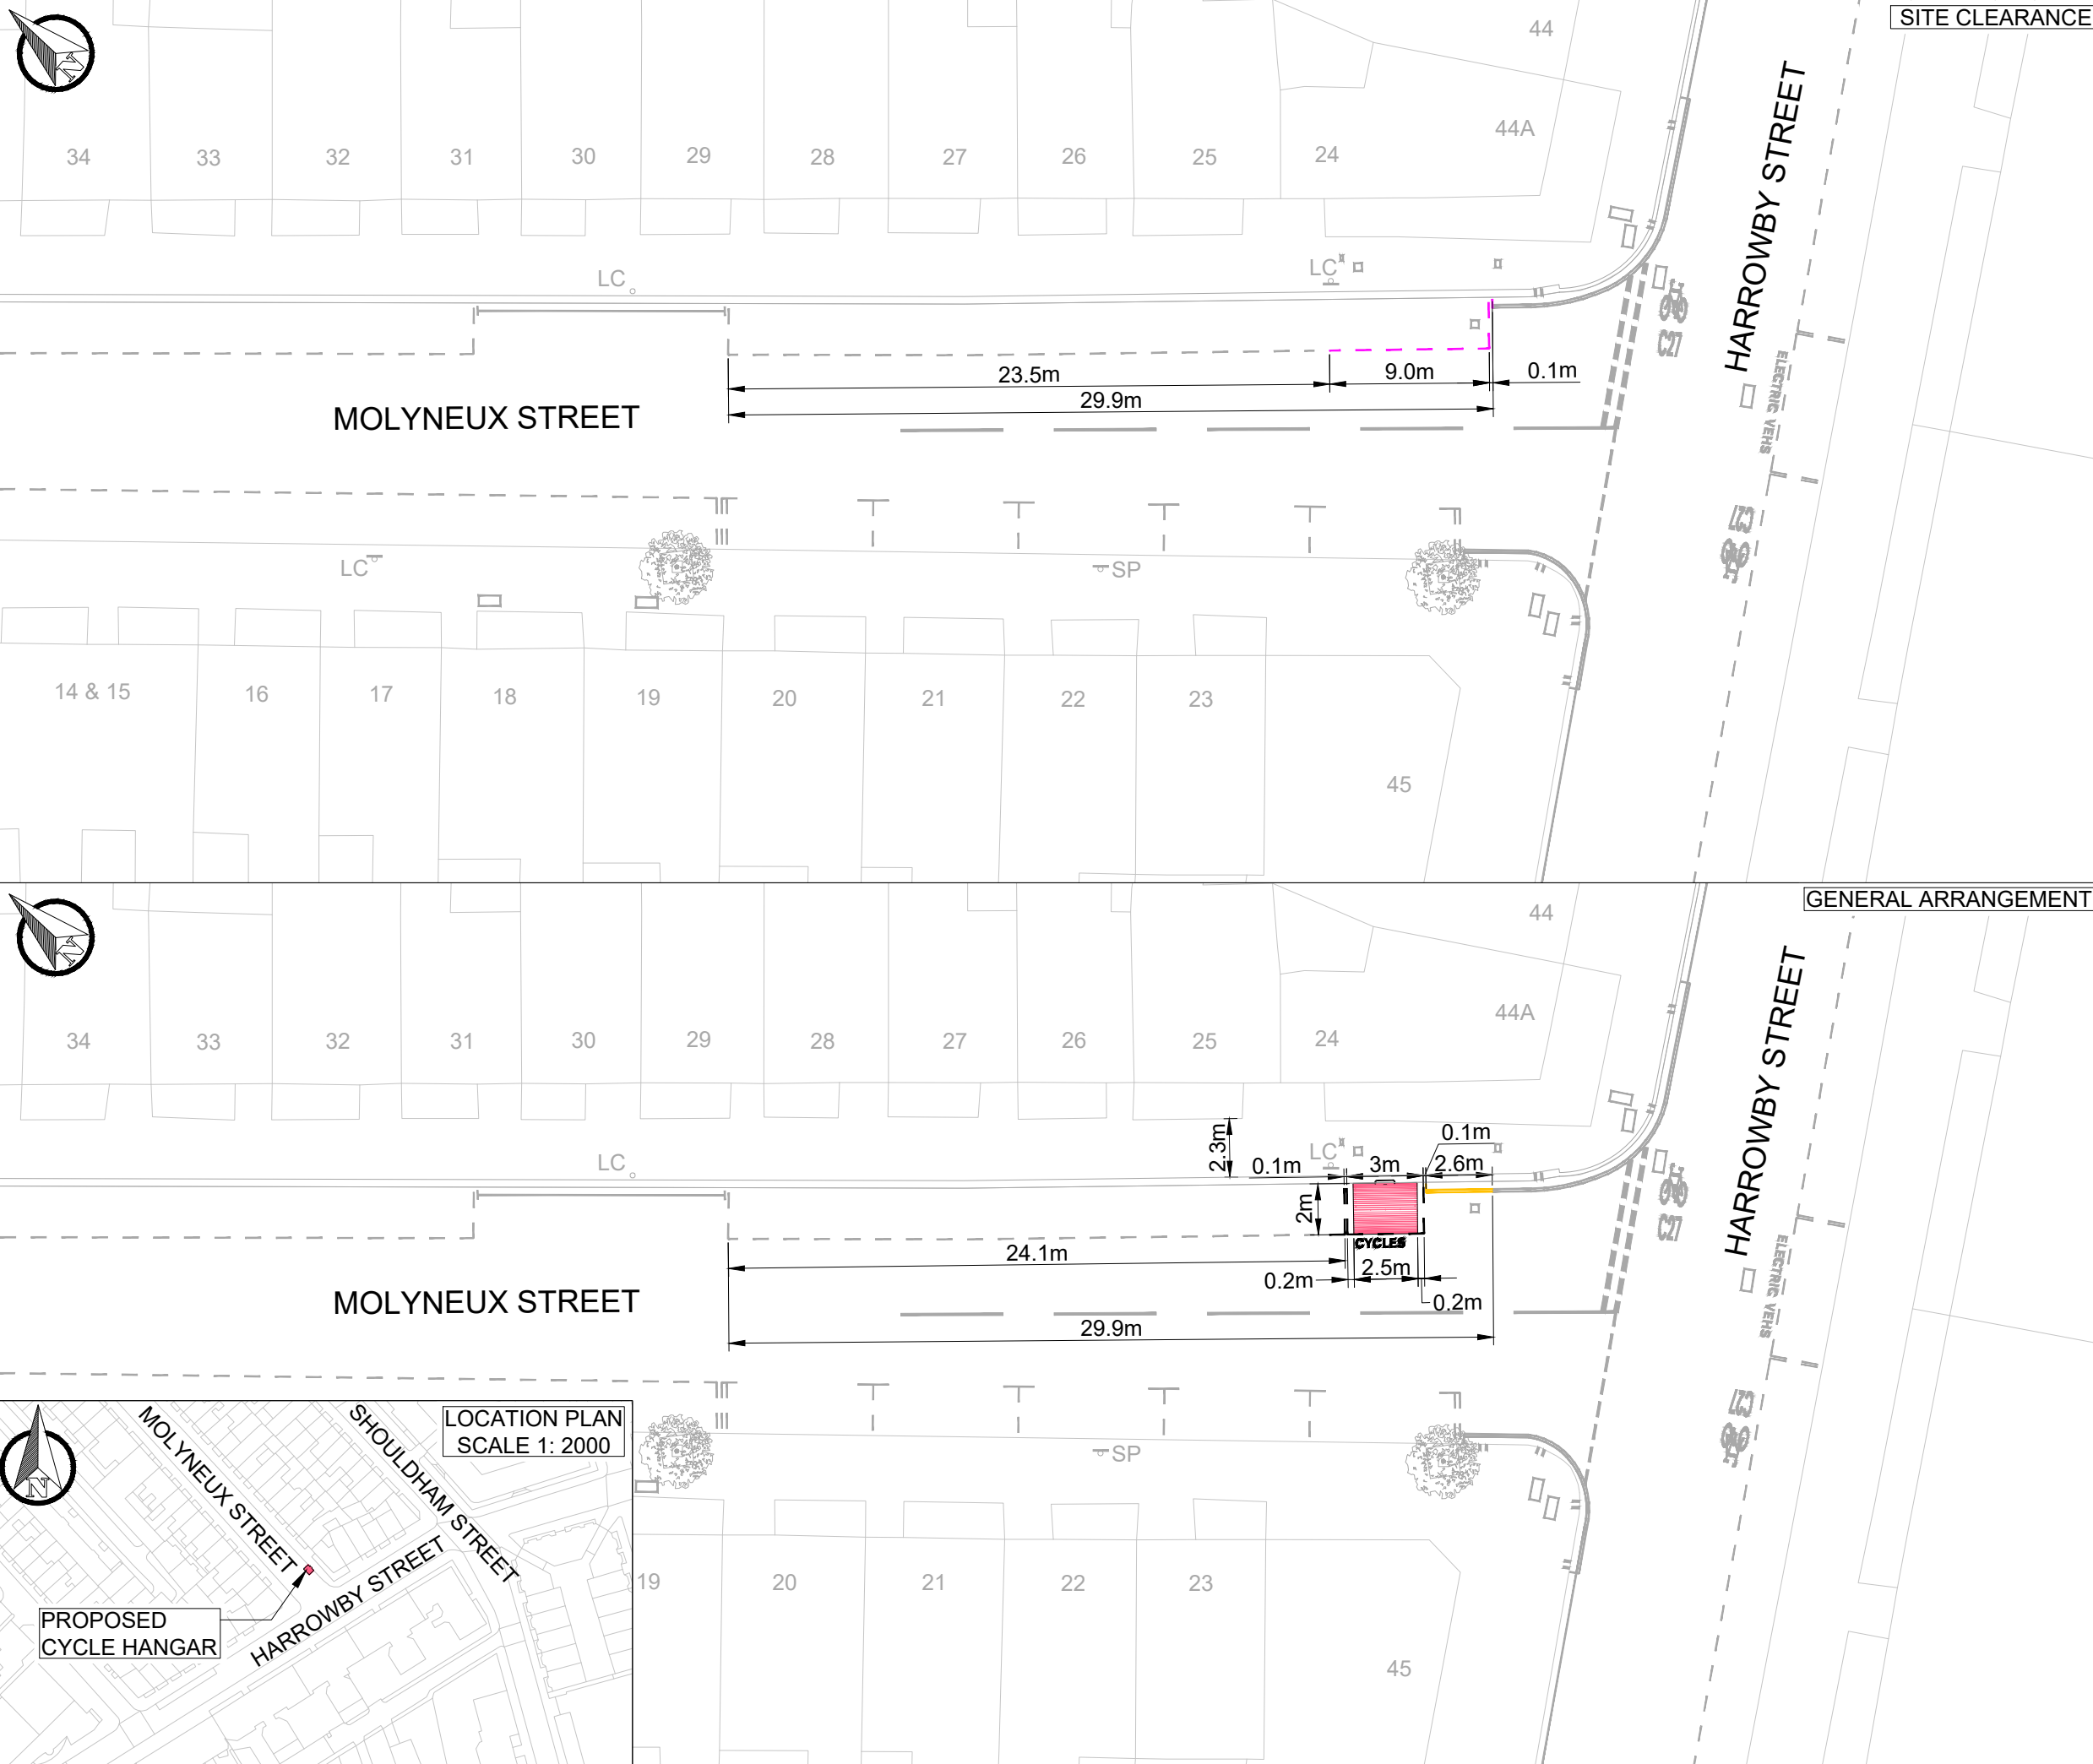 SITE CLEARANCE
N
44
44A
34
33
32
31
30
29
28
27
26
25
24
HARROWBY STREET
LC
LC
23.5m
9.0m
0.1m
29.9m
MOLYNEUX STREET
ELECTRIC VEHS
LC
SP
14 & 15
16
17
18
19
20
21
22
23
45
GENERAL ARRANGEMENT
N
44
44A
34
33
32
31
30
29
28
27
26
25
24
HARROWBY STREET
2.3m
LC
LC
0.1m
0.1m
3m
2.6m
2m
CYCLES
24.1m
0.2m
2.5m
0.2m
29.9m
MOLYNEUX STREET
ELECTRIC VEHS
SP
19
20
21
22
23
45
LOCATION PLAN
SCALE 1: 2000
N
MOLYNEUX STREET
SHOULDHAM STREET
HARROWBY STREET
PROPOSED
CYCLE HANGAR